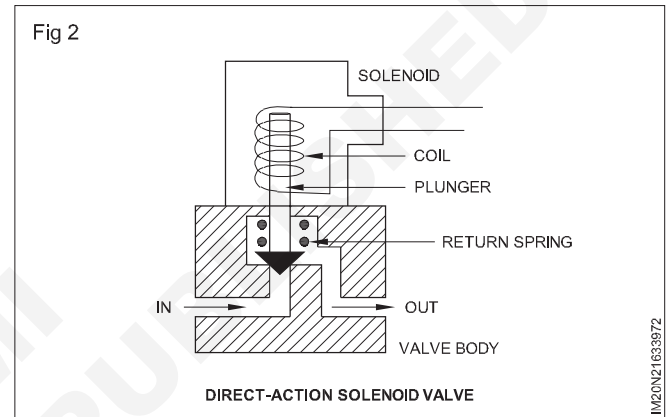 Fig 2
SOLENOID
COIL
PLUNGER
RETURN SPRING
IN
OUT
VALVE BODY
DIRECT-ACTION SOLENOID VALVE
IM20N21633972